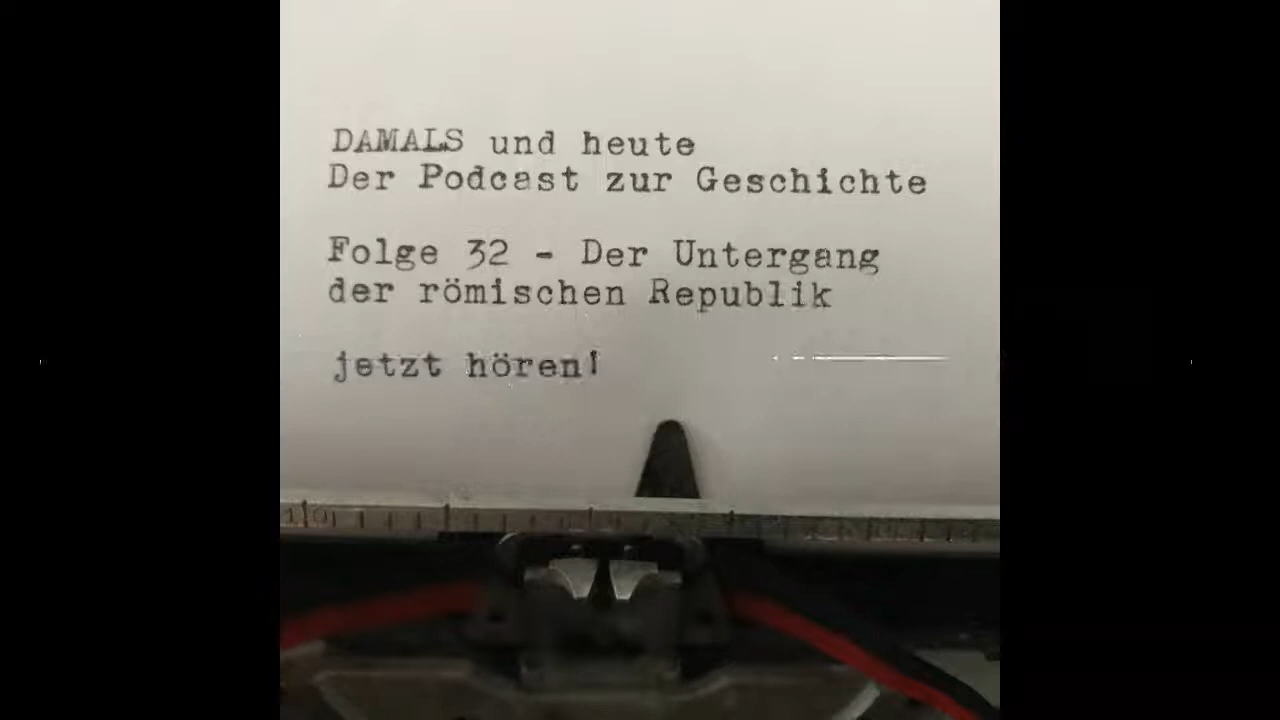 DAMALS und heute
Der Podcast zur Geschichte
Folge 32 - Der Untergang
der römischen Republik
jetzt hören!